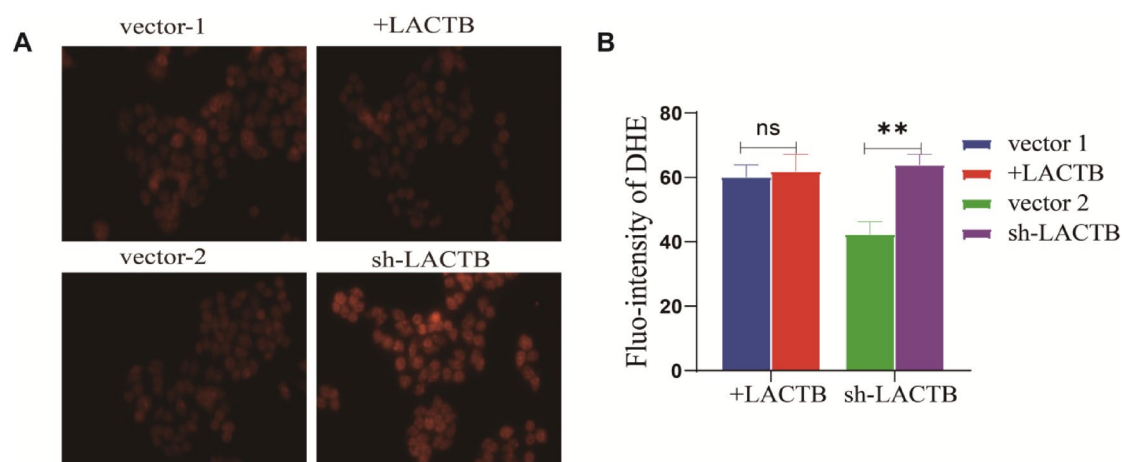 A
vector-1
+LACTB
vector-2
sh-LACTB
B
Fluo-intensity of DHE
80
60
40
20
0
ns
**
+LACTB
sh-LACTB
vector 1
+LACTB
vector 2
sh-LACTB